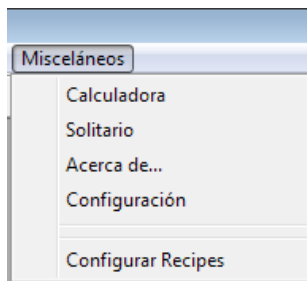 Misceláneos
Calculadora
Solitario
Acerca de...
Configuración
Configurar Recipes